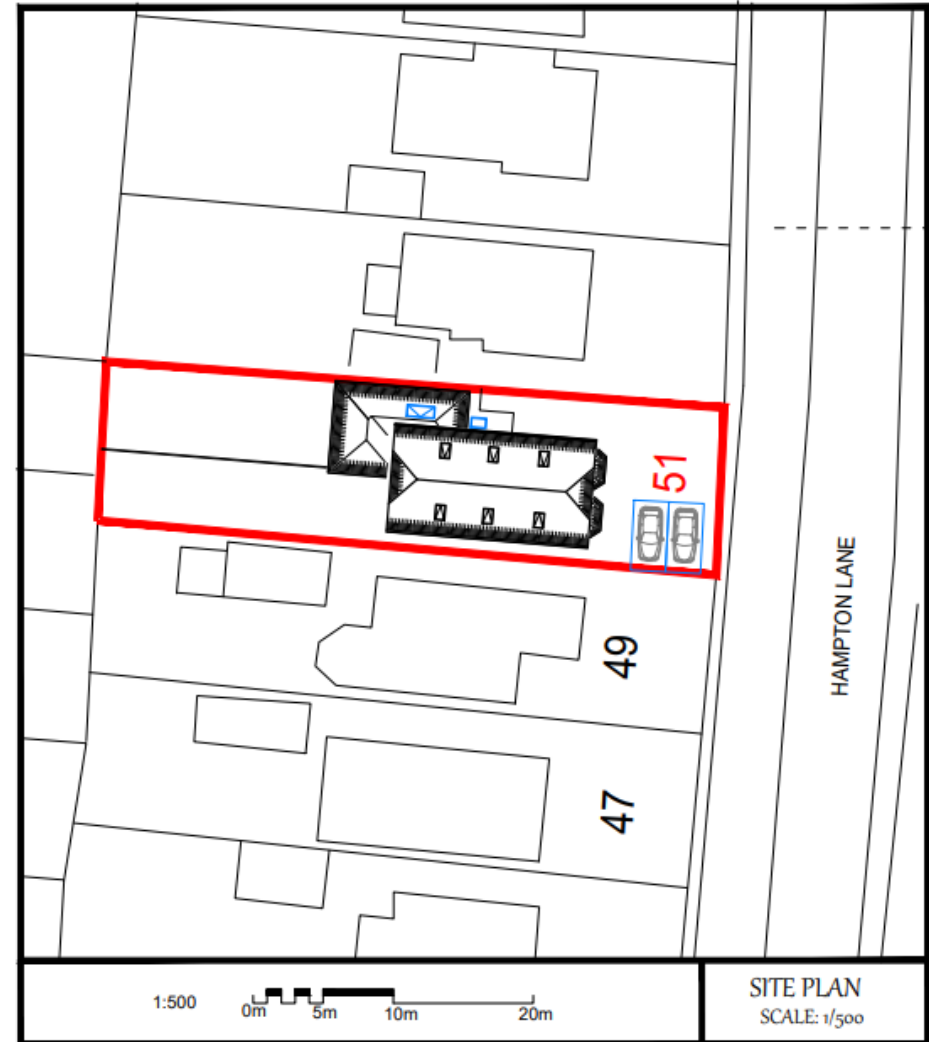 51
49
47
HAMPTON LANE
1:500
0m 5m 10m 20m
SITE PLAN
SCALE: 1/500